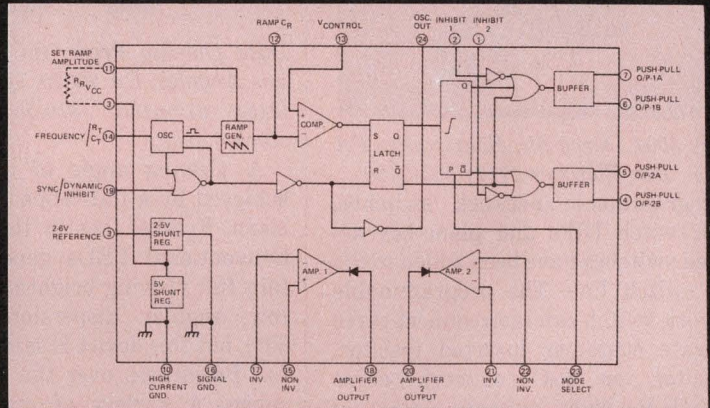 RAMP CR
VCONTROL
OSC. OUT
INHIBIT 1
INHIBIT 2
12
13
24
2
1
SET RAMP AMPLITUDE
11
RR
VCC
3
FREQUENCY/RT CT
14
OSC
RAMP GEN.
+
COMP.
−
S Q
LATCH
R Q̅
Q
P Q̅
BUFFER
7
PUSH-PULL O/P-1A
6
PUSH-PULL O/P-1B
BUFFER
5
PUSH-PULL O/P-2A
4
PUSH-PULL O/P-2B
SYNC/DYNAMIC INHIBIT
19
2·6V REFERENCE
3
2·5V SHUNT REG.
5V SHUNT REG
−
AMP. 1
+
+
AMP. 2
−
10
16
15
18
20
21
22
23
HIGH CURRENT GND.
SIGNAL GND.
INV.
NON INV.
AMPLIFIER 1 OUTPUT
AMPLIFIER 2 OUTPUT
INV.
NON INV.
MODE SELECT